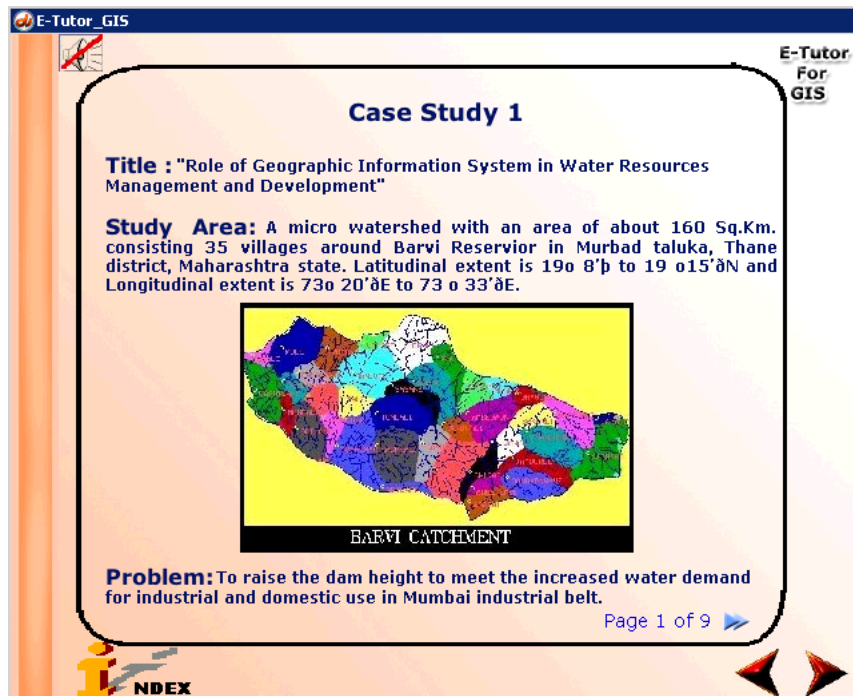 E-Tutor_GIS
E-Tutor
For
GIS
Case Study 1
Title : "Role of Geographic Information System in Water Resources
Management and Development"
Study Area: A micro watershed with an area of about 160 Sq.Km.
consisting 35 villages around Barvi Reservior in Murbad taluka, Thane
district, Maharashtra state. Latitudinal extent is 19o 8'þ to 19 o15'ðN and
Longitudinal extent is 73o 20'ðE to 73 o 33'ðE.
BARVI CATCHMENT
Problem: To raise the dam height to meet the increased water demand
for industrial and domestic use in Mumbai industrial belt.
Page 1 of 9
iNDEX